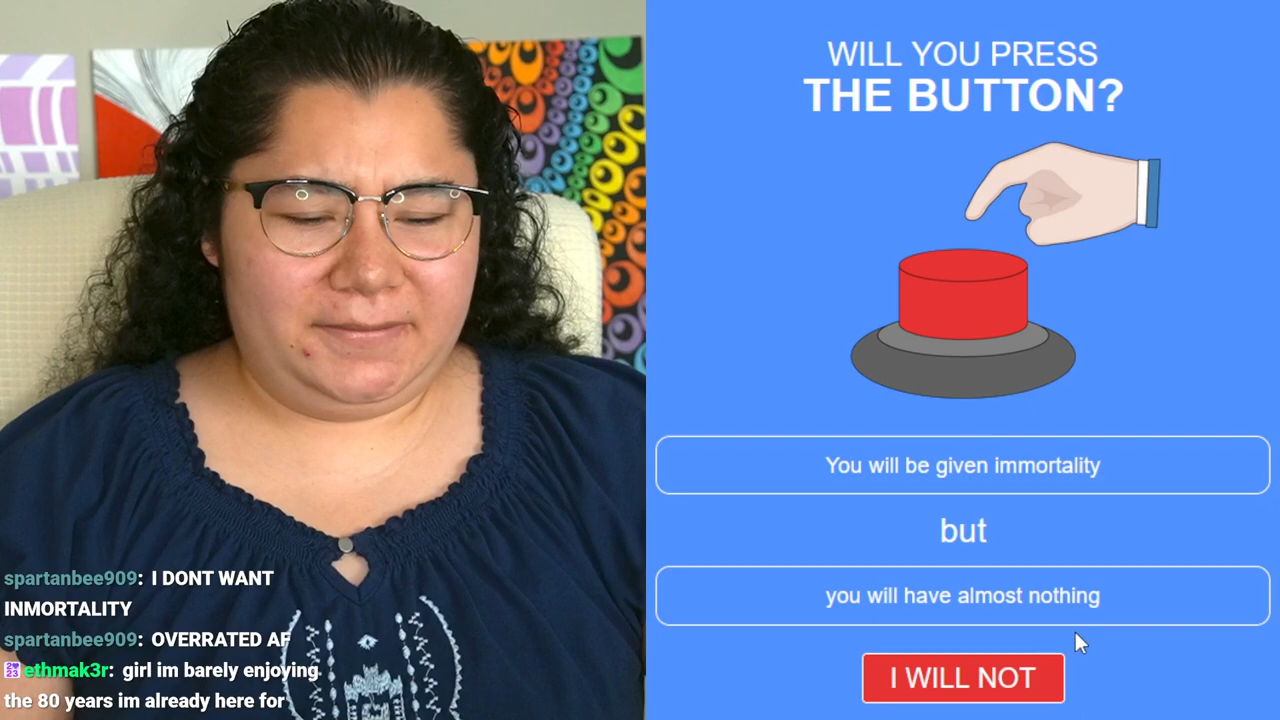 WILL YOU PRESS
THE BUTTON?
You will be given immortality
but
you will have almost nothing
I WILL NOT
spartanbee909: I DONT WANT
INMORTALITY
spartanbee909: OVERRATED AF
ethmak3r: girl im barely enjoying
the 80 years im already here for